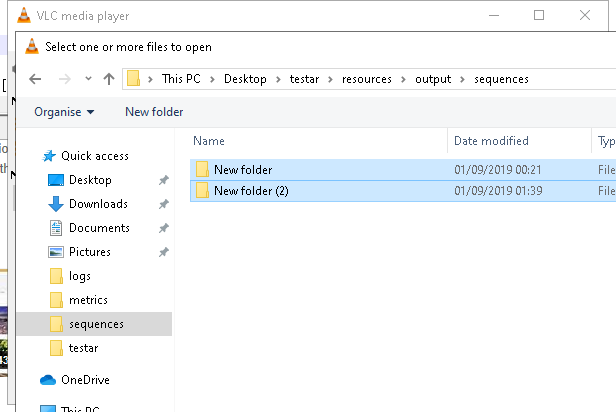 VLC media player
Select one or more files to open
This PC > Desktop > testar > resources > output > sequences
Organise New folder
Name Date modified Typ
Quick access
New folder 01/09/2019 00:21 File
Desktop
New folder (2) 01/09/2019 01:39 File
Downloads
Documents
Pictures
logs
metrics
sequences
testar
OneDrive
This PC